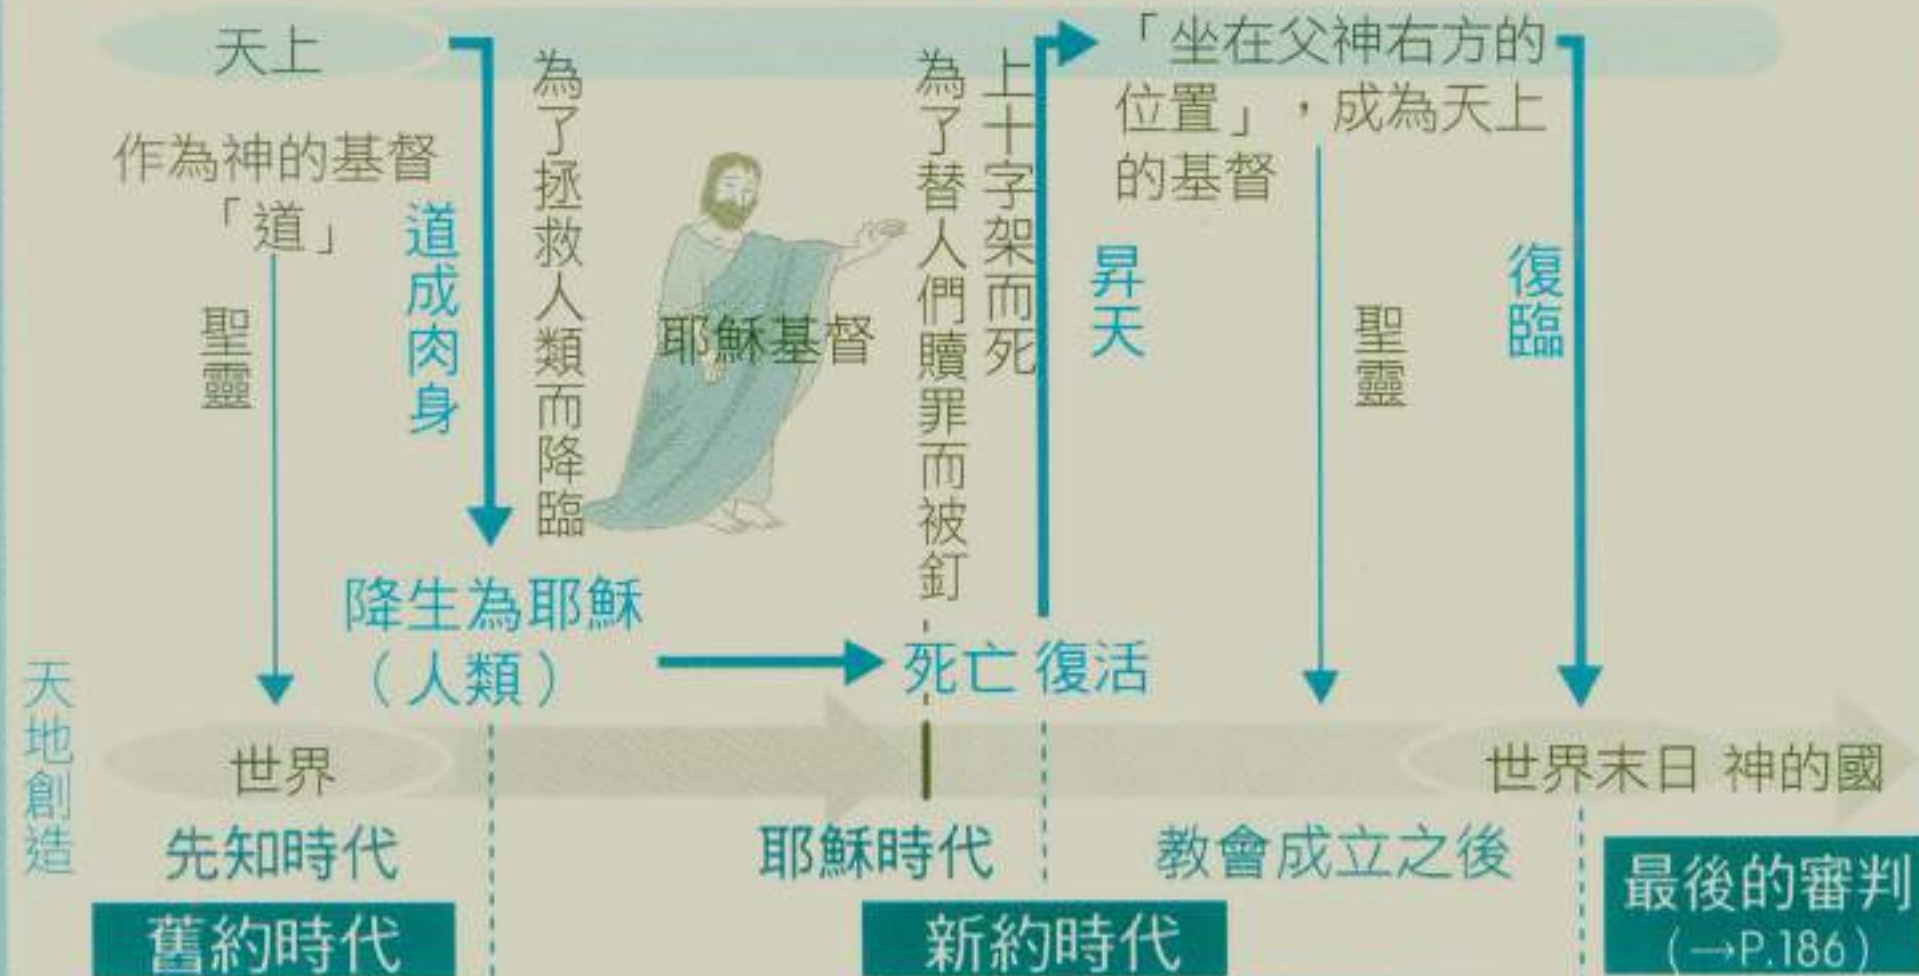 天上
作為神的基督
「道」
聖靈
道成肉身
為了拯救人類而降臨
耶穌基督
為了替人們贖罪而被釘
上十字架而死
昇天
「坐在父神右方的
位置」，成為天上
的基督
聖靈
復臨
降生為耶穌
（人類）
死亡 復活
天地創造
世界
世界末日 神的國
先知時代
耶穌時代
教會成立之後
舊約時代
新約時代
最後的審判
（→P.186）